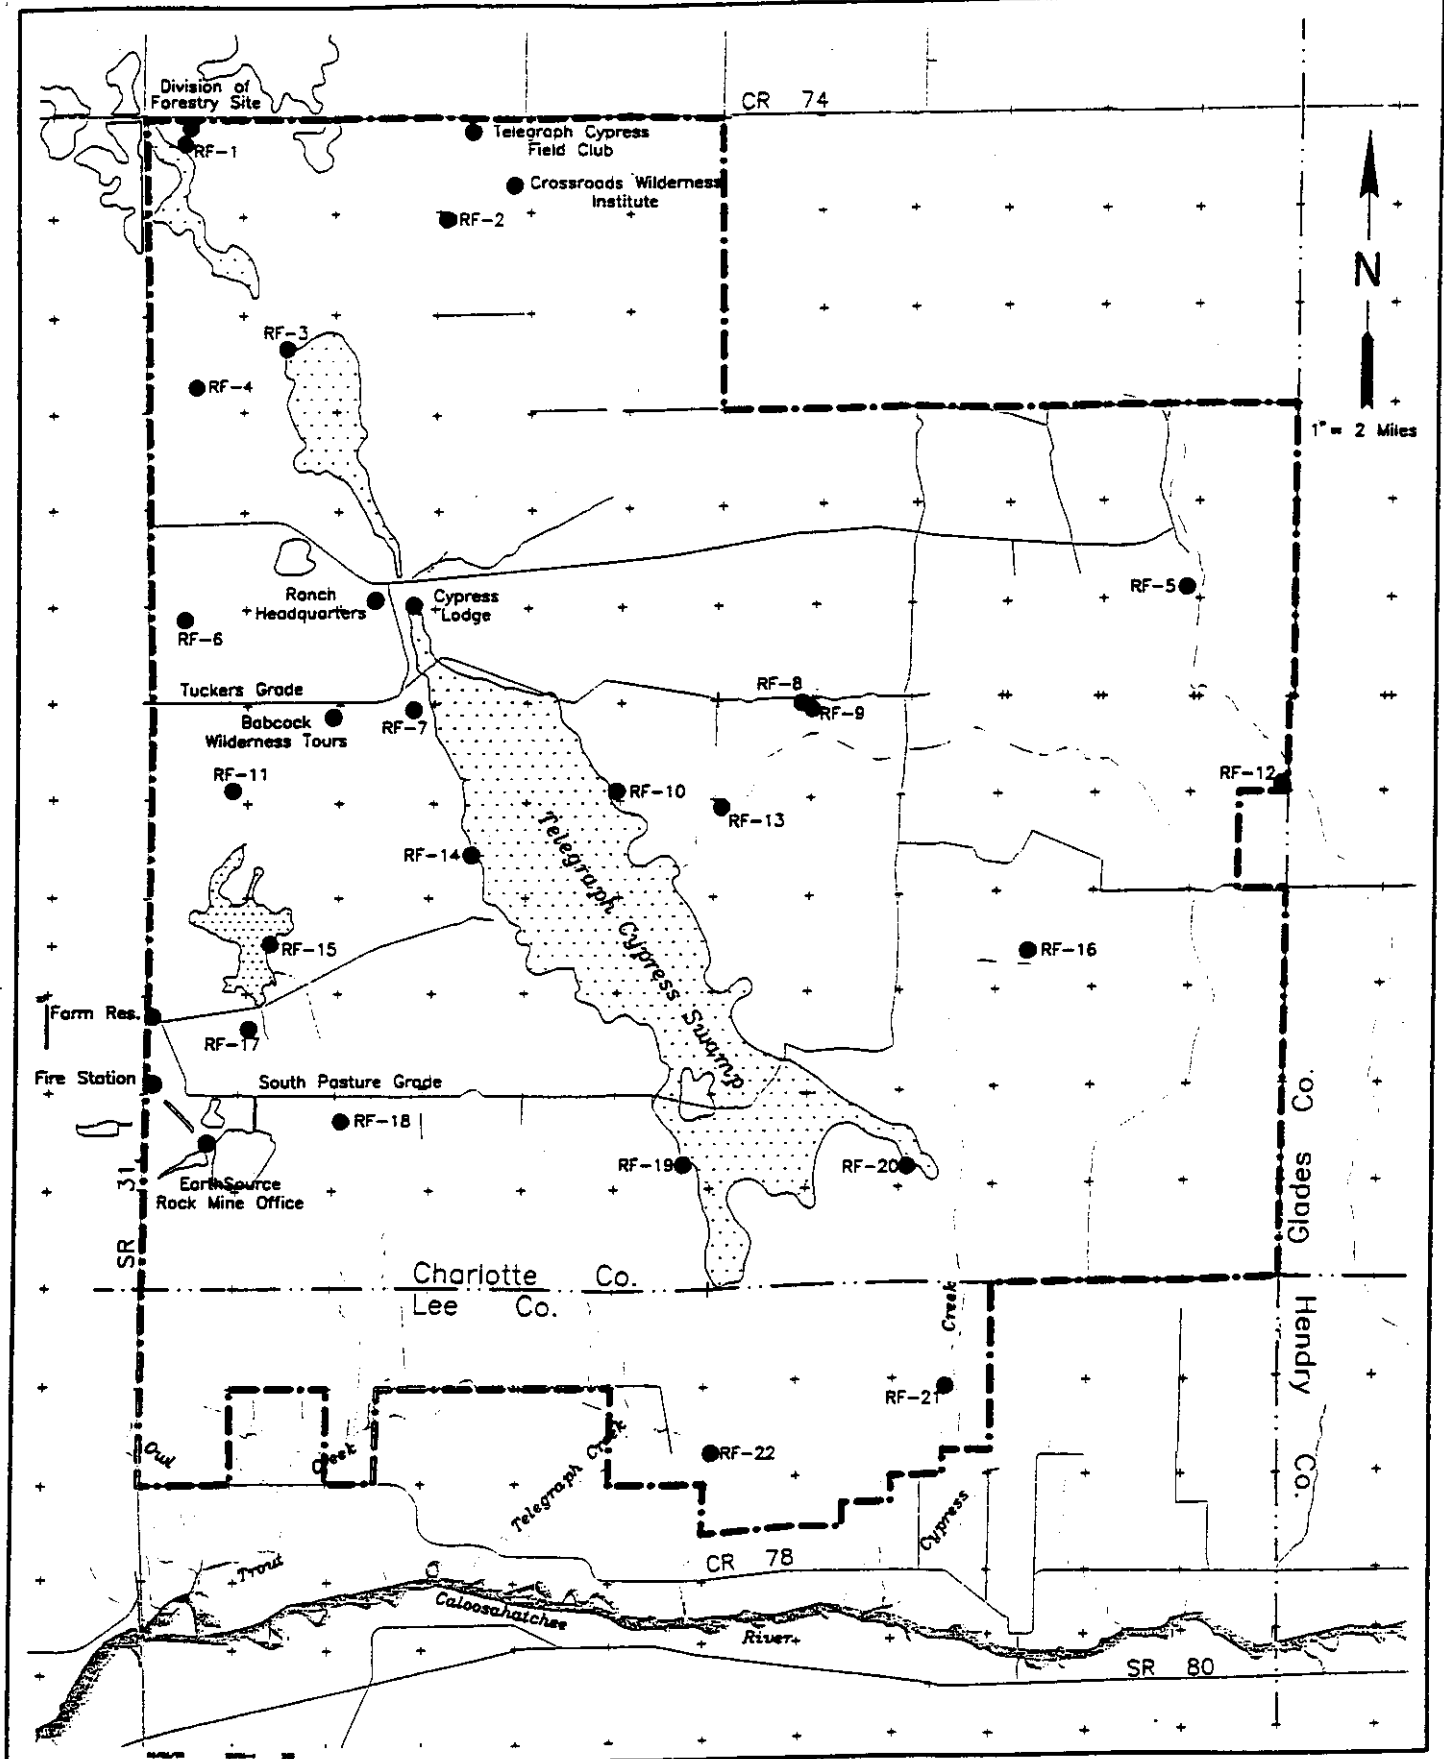 Division of
Forestry Site
CR 74
RF-1
Telegraph Cypress
Field Club
Crossroads Wilderness
Institute
RF-2
N
RF-3
RF-4
1" = 2 Miles
RF-5
Ranch
Headquarters
Cypress
Lodge
RF-6
Tuckers Grade
RF-8
RF-9
Babcock
Wilderness Tours
RF-7
RF-11
RF-12
RF-10
RF-13
Telegraph Cypress Swamp
RF-14
RF-15
RF-16
Farm Res.
RF-17
Fire Station
South Pasture Grade
RF-18
RF-19
RF-20
EarthSource
Rock Mine Office
SR 31
Glades Co.
Charlotte Co.
Lee Co.
Hendry Co.
Creek
RF-21
Owl
Creek
Telegraph Creek
RF-22
Cypress
CR 78
Trout
Caloosahatchee
River
SR 80